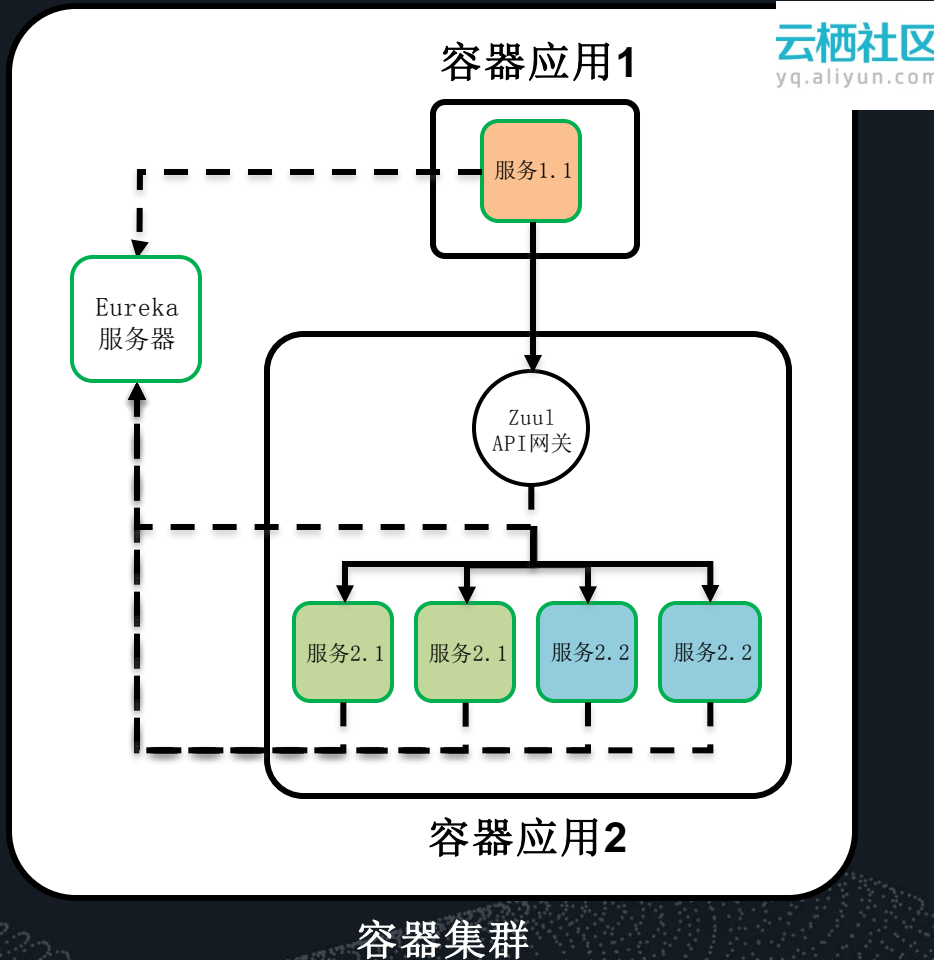 云栖社区
yq.aliyun.com
容器应用1
服务1.1
Eureka
服务器
Zuul
API网关
服务2.1
服务2.1
服务2.2
服务2.2
容器应用2
容器集群